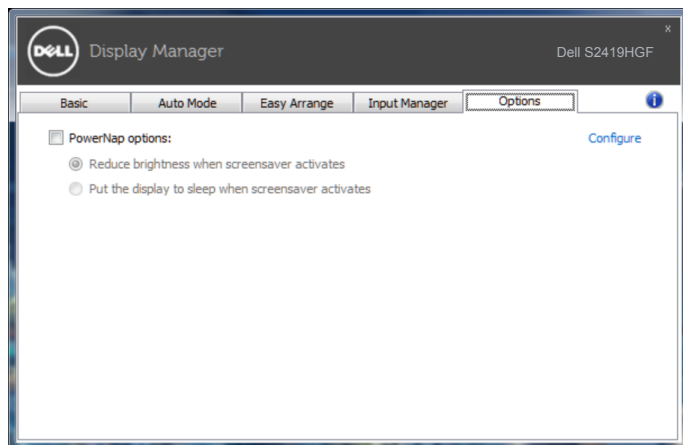 x
DELL Display Manager
Dell S2419HGF
Basic Auto Mode Easy Arrange Input Manager Options i
PowerNap options: Configure
Reduce brightness when screensaver activates
Put the display to sleep when screensaver activates